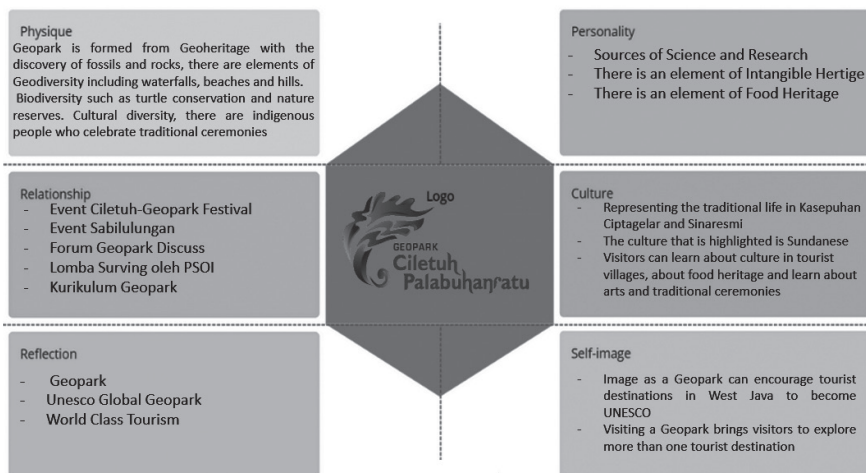 Physique
Geopark is formed from Geoheritage with the
discovery of fossils and rocks, there are elements of
Geodiversity including waterfalls, beaches and hills.
Biodiversity such as turtle conservation and nature
reserves. Cultural diversity, there are indigenous
people who celebrate traditional ceremonies
Personality
- Sources of Science and Research
- There is an element of Intangible Hertige
- There is an element of Food Heritage
Relationship
- Event Ciletuh-Geopark Festival
- Event Sabilulungan
- Forum Geopark Discuss
- Lomba Surving oleh PSOI
- Kurikulum Geopark
Logo
GEOPARK
Ciletuh
Palabuhanratu
Culture
- Representing the traditional life in Kasepuhan
Ciptagelar and Sinaresmi
- The culture that is highlighted is Sundanese
- Visitors can learn about culture in tourist
villages, about food heritage and learn about
arts and traditional ceremonies
Reflection
- Geopark
- Unesco Global Geopark
- World Class Tourism
Self-image
- Image as a Geopark can encourage tourist
destinations in West Java to become
UNESCO
- Visiting a Geopark brings visitors to explore
more than one tourist destination